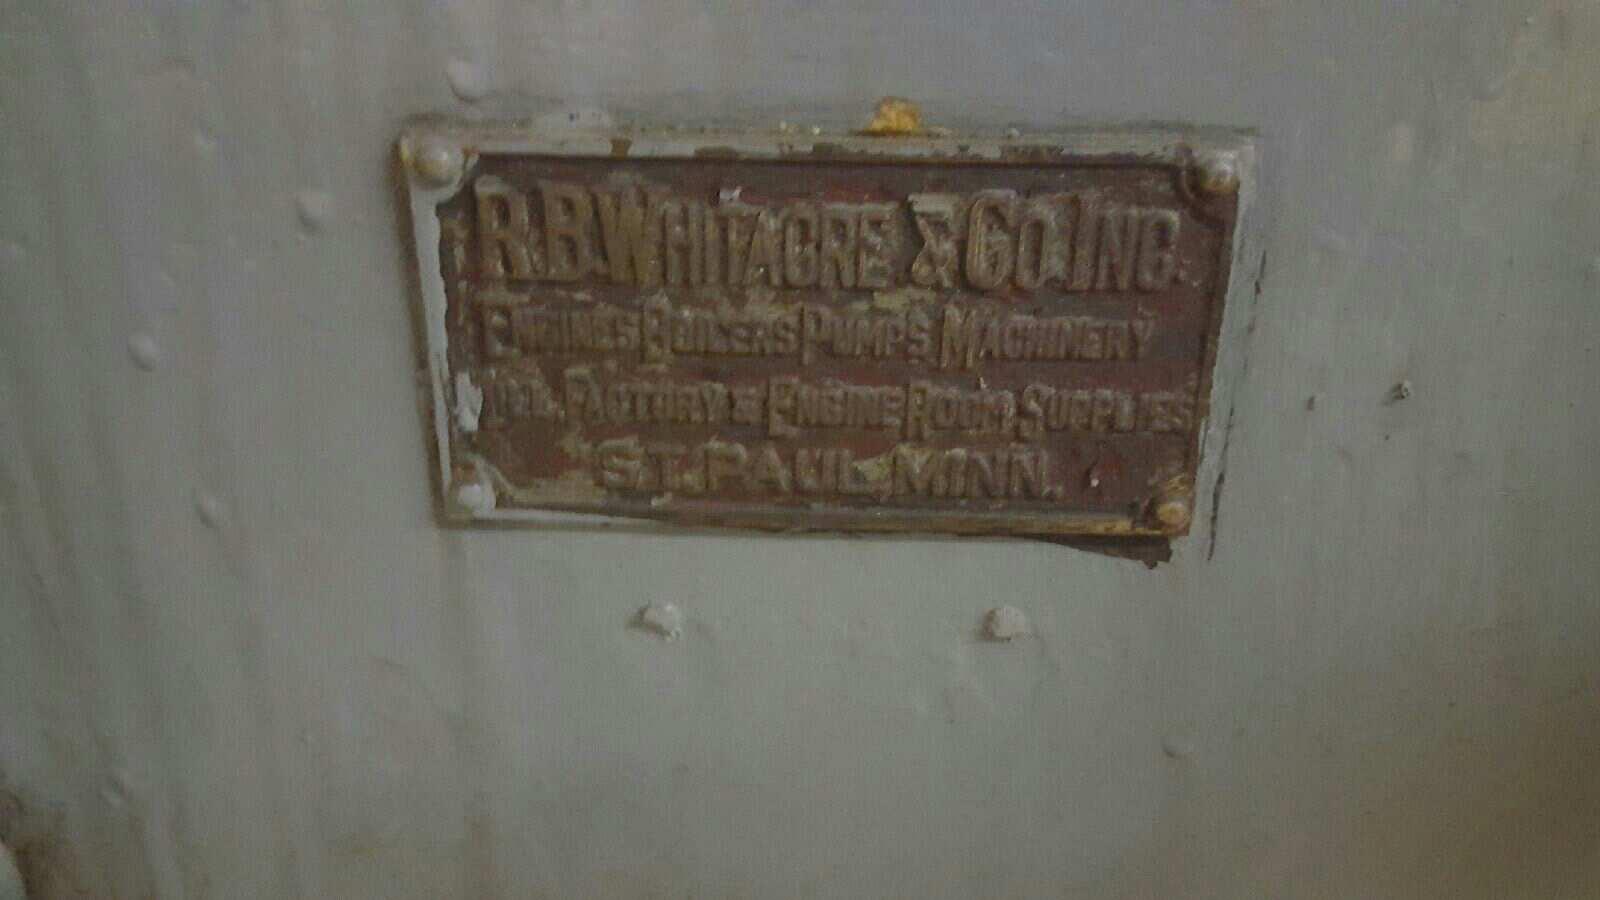 R.B. WHITACRE & CO. INC.
ENGINES BOILERS PUMPS MACHINERY
FACTORY & ENGINE ROOM SUPPLIES
ST. PAUL MINN.